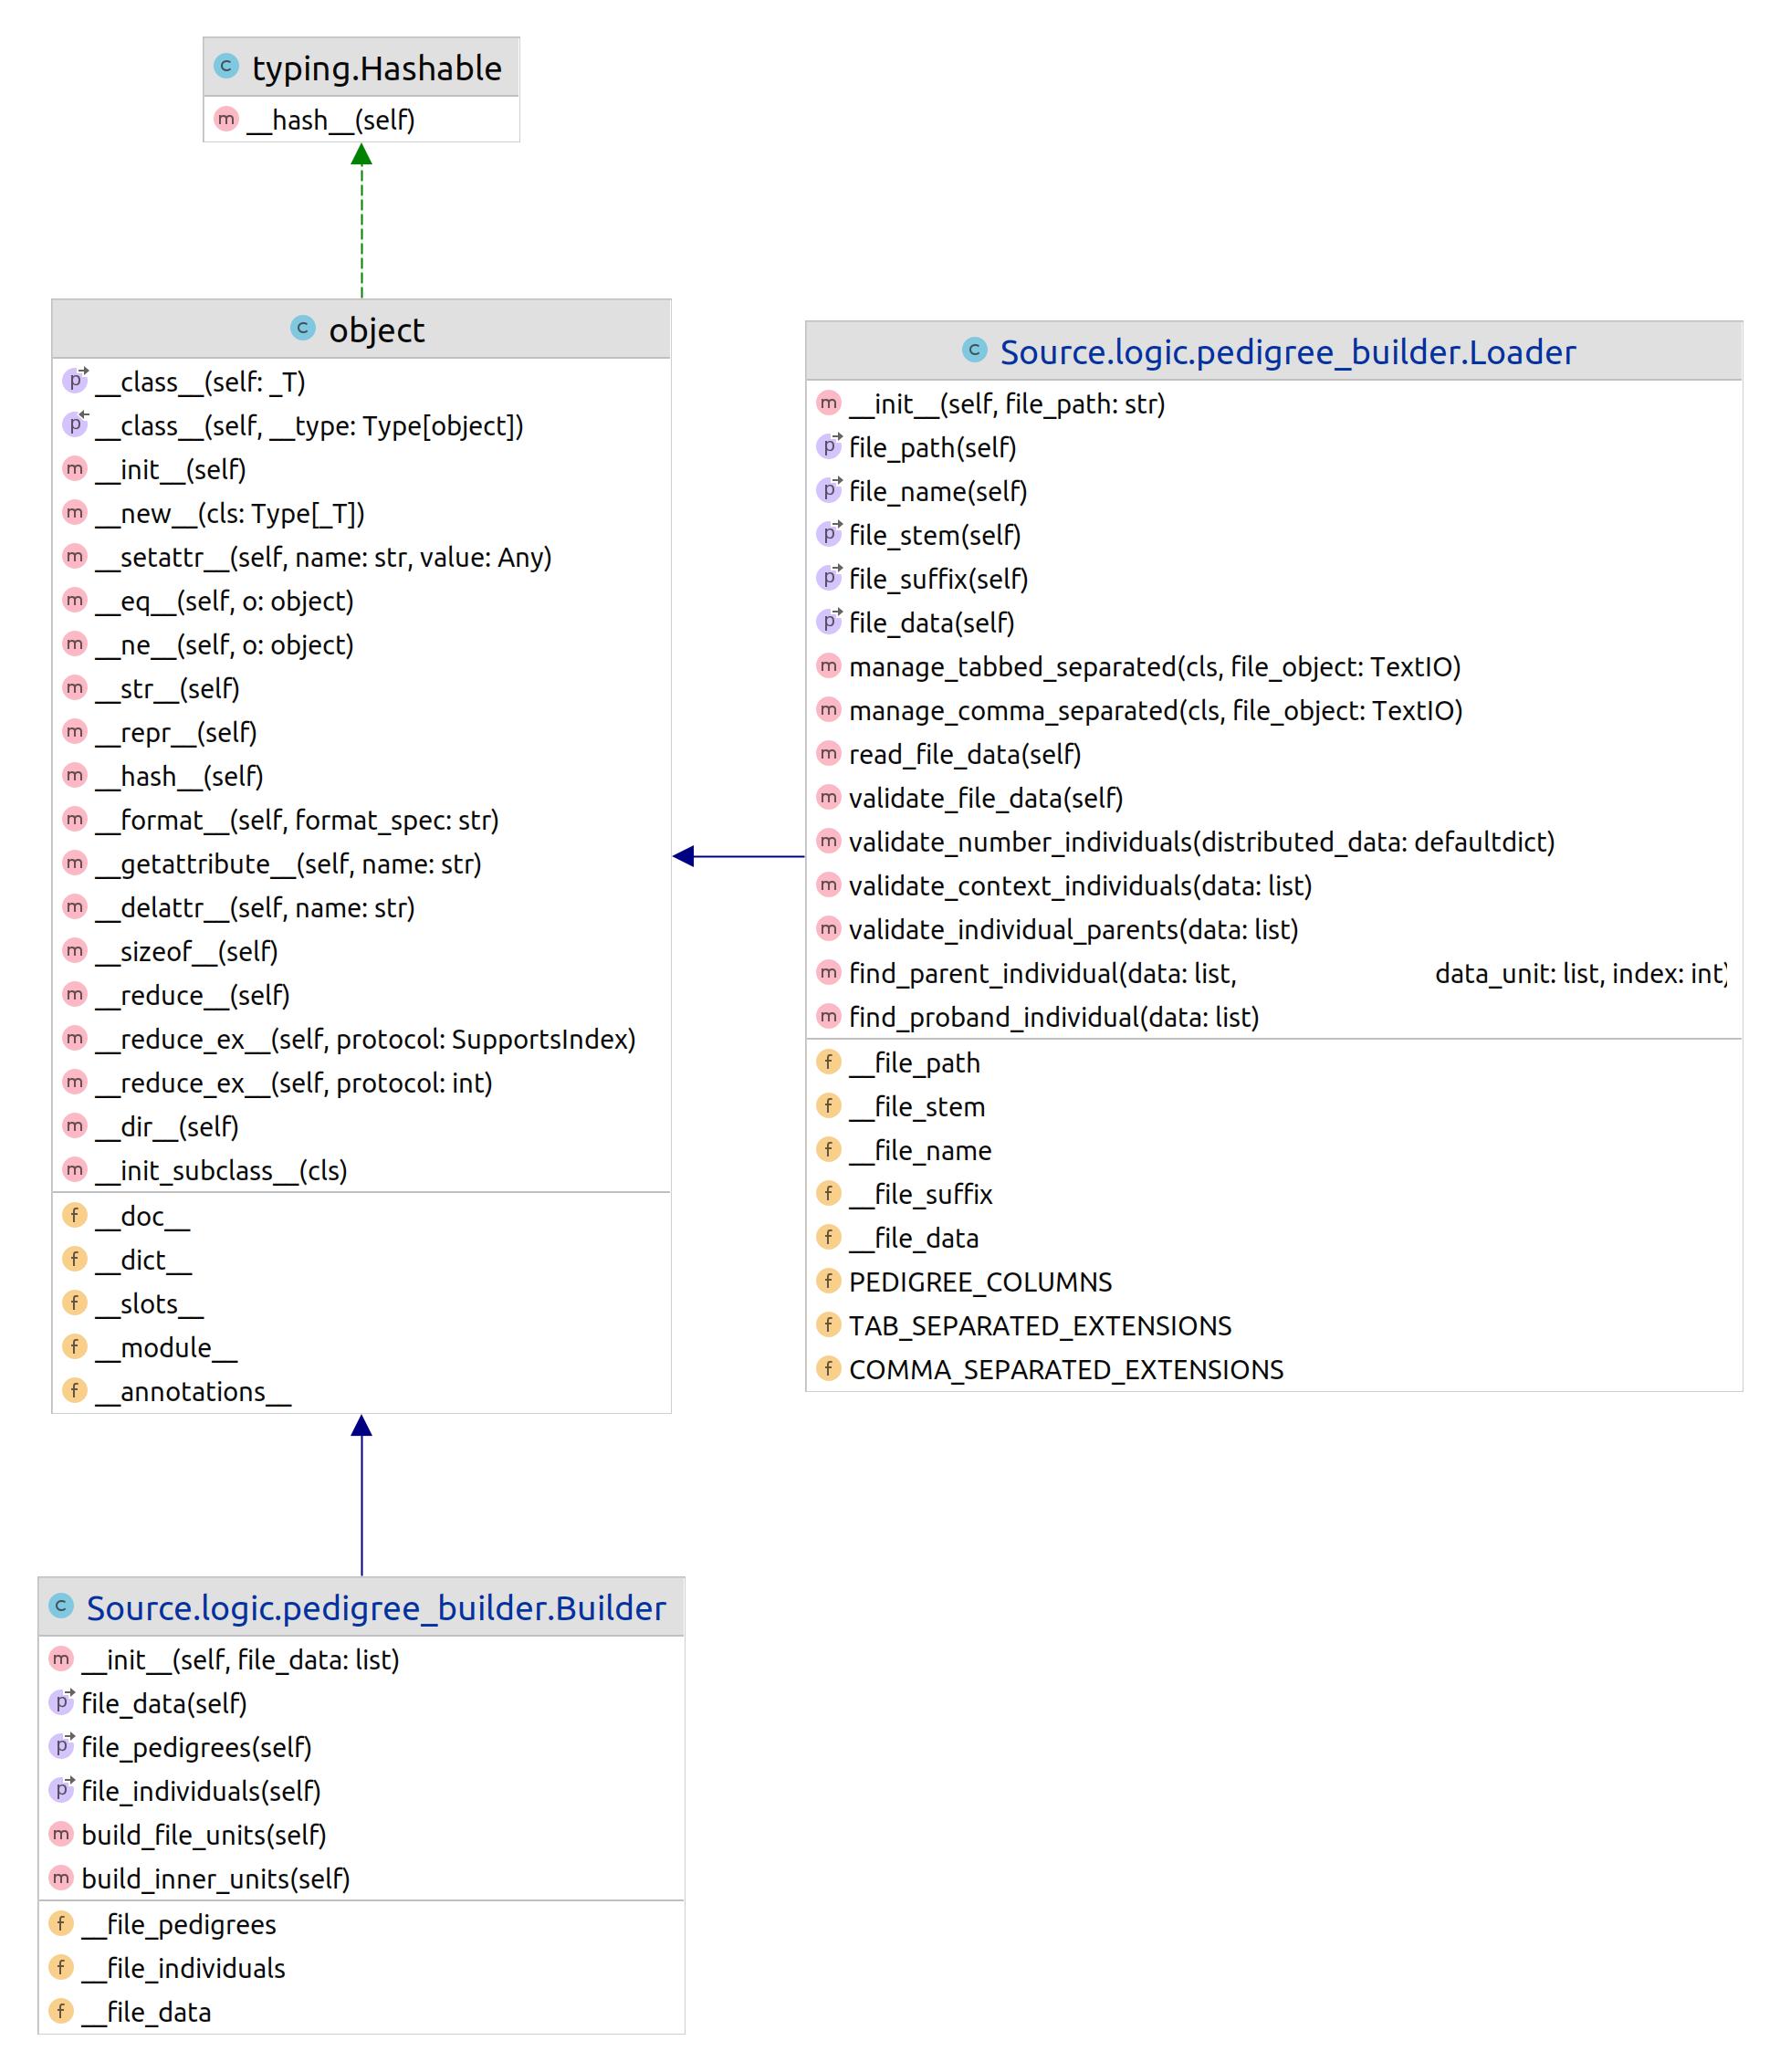 typing.Hashable
__hash__(self)
object
__class__(self: _T)
__class__(self, __type: Type[object])
__init__(self)
__new__(cls: Type[_T])
__setattr__(self, name: str, value: Any)
__eq__(self, o: object)
__ne__(self, o: object)
__str__(self)
__repr__(self)
__hash__(self)
__format__(self, format_spec: str)
__getattribute__(self, name: str)
__delattr__(self, name: str)
__sizeof__(self)
__reduce__(self)
__reduce_ex__(self, protocol: SupportsIndex)
__reduce_ex__(self, protocol: int)
__dir__(self)
__init_subclass__(cls)
__doc__
__dict__
__slots__
__module__
__annotations__
Source.logic.pedigree_builder.Loader
__init__(self, file_path: str)
file_path(self)
file_name(self)
file_stem(self)
file_suffix(self)
file_data(self)
manage_tabbed_separated(cls, file_object: TextIO)
manage_comma_separated(cls, file_object: TextIO)
read_file_data(self)
validate_file_data(self)
validate_number_individuals(distributed_data: defaultdict)
validate_context_individuals(data: list)
validate_individual_parents(data: list)
find_parent_individual(data: list, data_unit: list, index: int)
find_proband_individual(data: list)
__file_path
__file_stem
__file_name
__file_suffix
__file_data
PEDIGREE_COLUMNS
TAB_SEPARATED_EXTENSIONS
COMMA_SEPARATED_EXTENSIONS
Source.logic.pedigree_builder.Builder
__init__(self, file_data: list)
file_data(self)
file_pedigrees(self)
file_individuals(self)
build_file_units(self)
build_inner_units(self)
__file_pedigrees
__file_individuals
__file_data